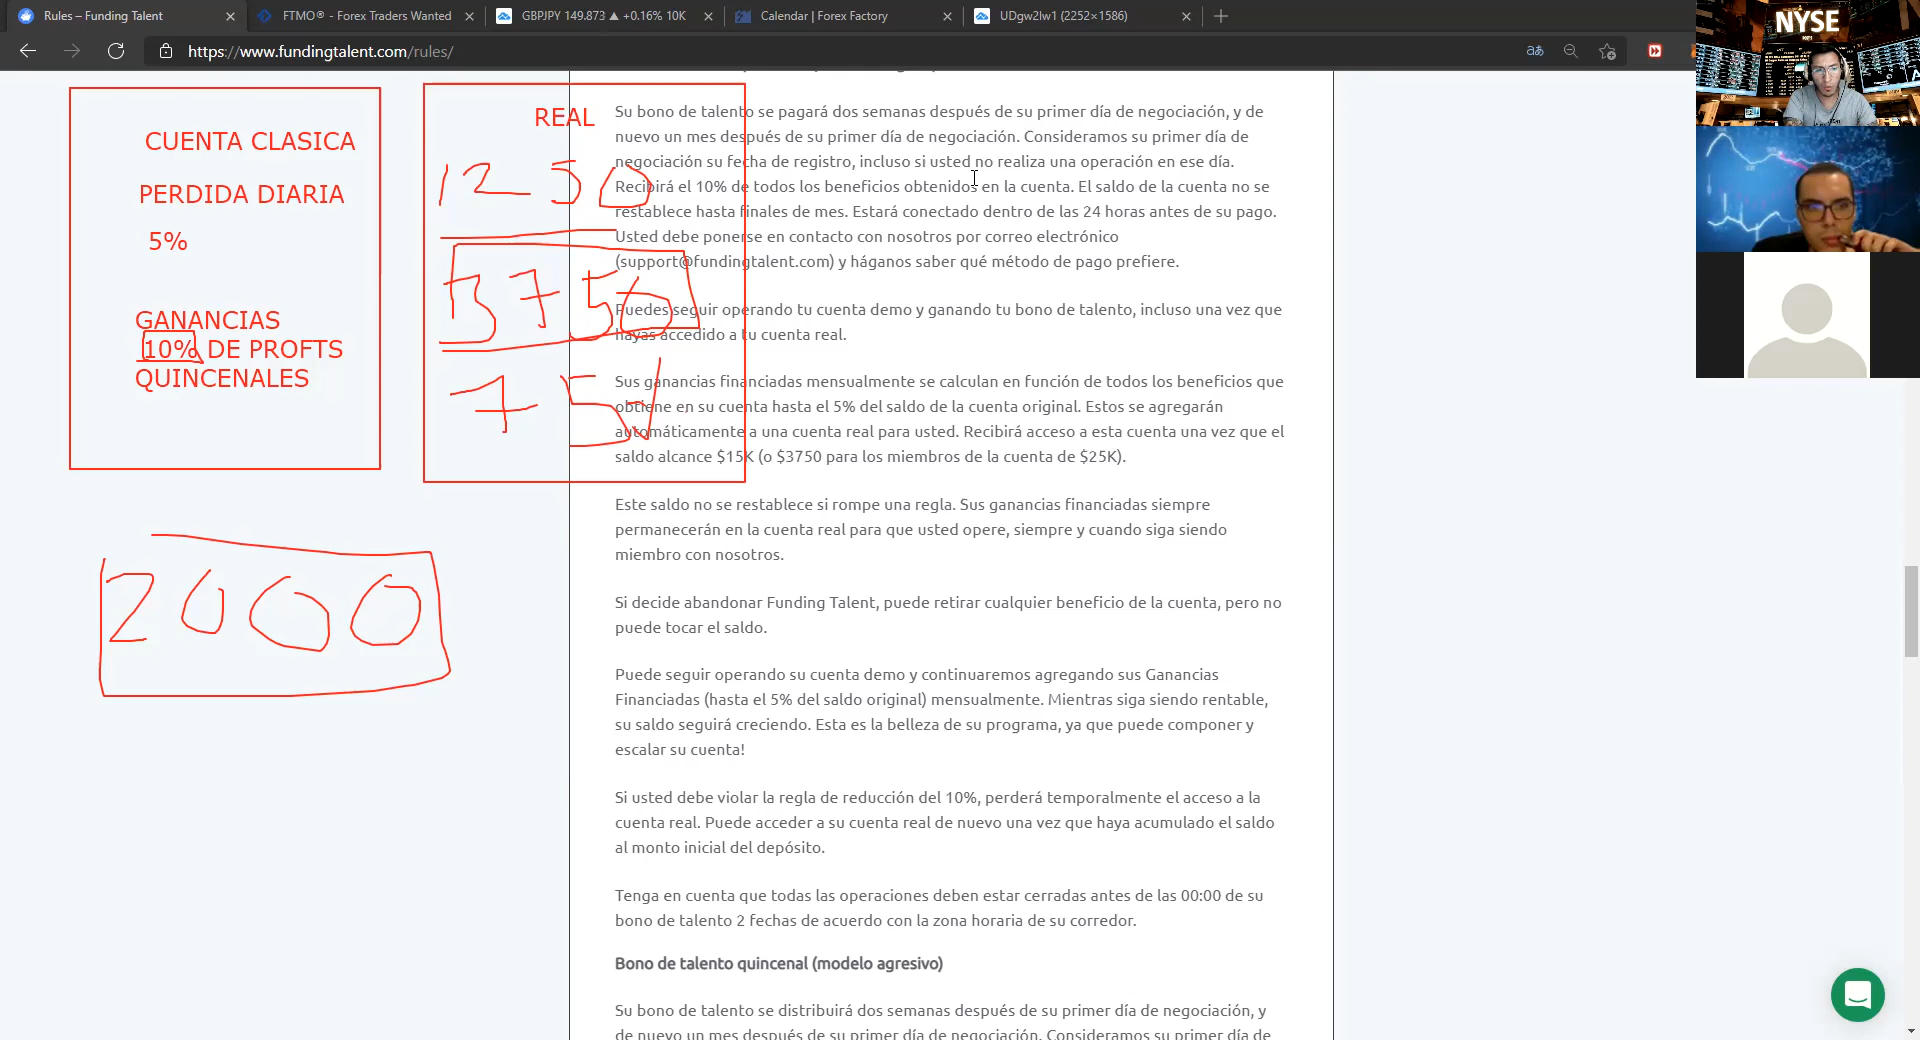 Rules – Funding Talent
FTMO® - Forex Traders Wanted
GBPJPY 149.873 ▲ +0.16% 10K
Calendar | Forex Factory
UDgw2lw1 (2252×1586)
https://www.fundingtalent.com/rules/
NYSE
CUENTA CLASICA
PERDIDA DIARIA
5%
GANANCIAS
10% DE PROFTS
QUINCENALES
2000
REAL
1250
3750
75
Su bono de talento se pagará dos semanas después de su primer día de negociación, y de
nuevo un mes después de su primer día de negociación. Consideramos su primer día de
negociación su fecha de registro, incluso si usted no realiza una operación en ese día.
Recibirá el 10% de todos los beneficios obtenidos en la cuenta. El saldo de la cuenta no se
restablece hasta finales de mes. Estará conectado dentro de las 24 horas antes de su pago.
Usted debe ponerse en contacto con nosotros por correo electrónico
(support@fundingtalent.com) y háganos saber qué método de pago prefiere.
Puedes seguir operando tu cuenta demo y ganando tu bono de talento, incluso una vez que
hayas accedido a tu cuenta real.
Sus ganancias financiadas mensualmente se calculan en función de todos los beneficios que
obtiene en su cuenta hasta el 5% del saldo de la cuenta original. Estos se agregarán
automáticamente a una cuenta real para usted. Recibirá acceso a esta cuenta una vez que el
saldo alcance $15K (o $3750 para los miembros de la cuenta de $25K).
Este saldo no se restablece si rompe una regla. Sus ganancias financiadas siempre
permanecerán en la cuenta real para que usted opere, siempre y cuando siga siendo
miembro con nosotros.
Si decide abandonar Funding Talent, puede retirar cualquier beneficio de la cuenta, pero no
puede tocar el saldo.
Puede seguir operando su cuenta demo y continuaremos agregando sus Ganancias
Financiadas (hasta el 5% del saldo original) mensualmente. Mientras siga siendo rentable,
su saldo seguirá creciendo. Esta es la belleza de su programa, ya que puede componer y
escalar su cuenta!
Si usted debe violar la regla de reducción del 10%, perderá temporalmente el acceso a la
cuenta real. Puede acceder a su cuenta real de nuevo una vez que haya acumulado el saldo
al monto inicial del depósito.
Tenga en cuenta que todas las operaciones deben estar cerradas antes de las 00:00 de su
bono de talento 2 fechas de acuerdo con la zona horaria de su corredor.
Bono de talento quincenal (modelo agresivo)
Su bono de talento se distribuirá dos semanas después de su primer día de negociación, y
de nuevo un mes después de su primer día de negociación. Consideramos su primer día de